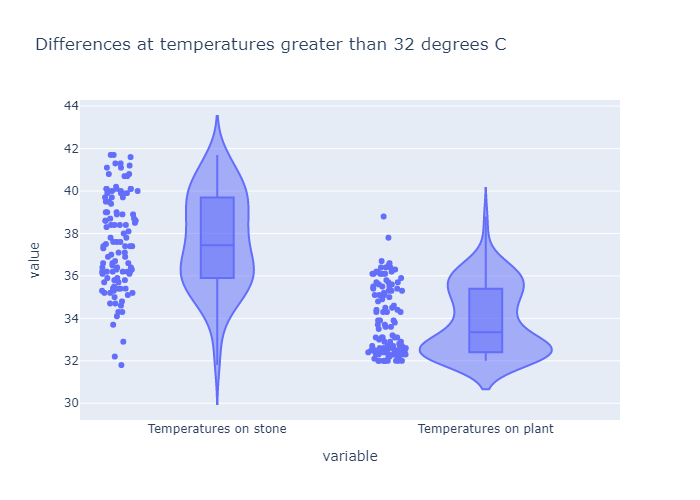 Differences at temperatures greater than 32 degrees C
44
42
40
38
36
34
32
30
value
Temperatures on stone
Temperatures on plant
variable